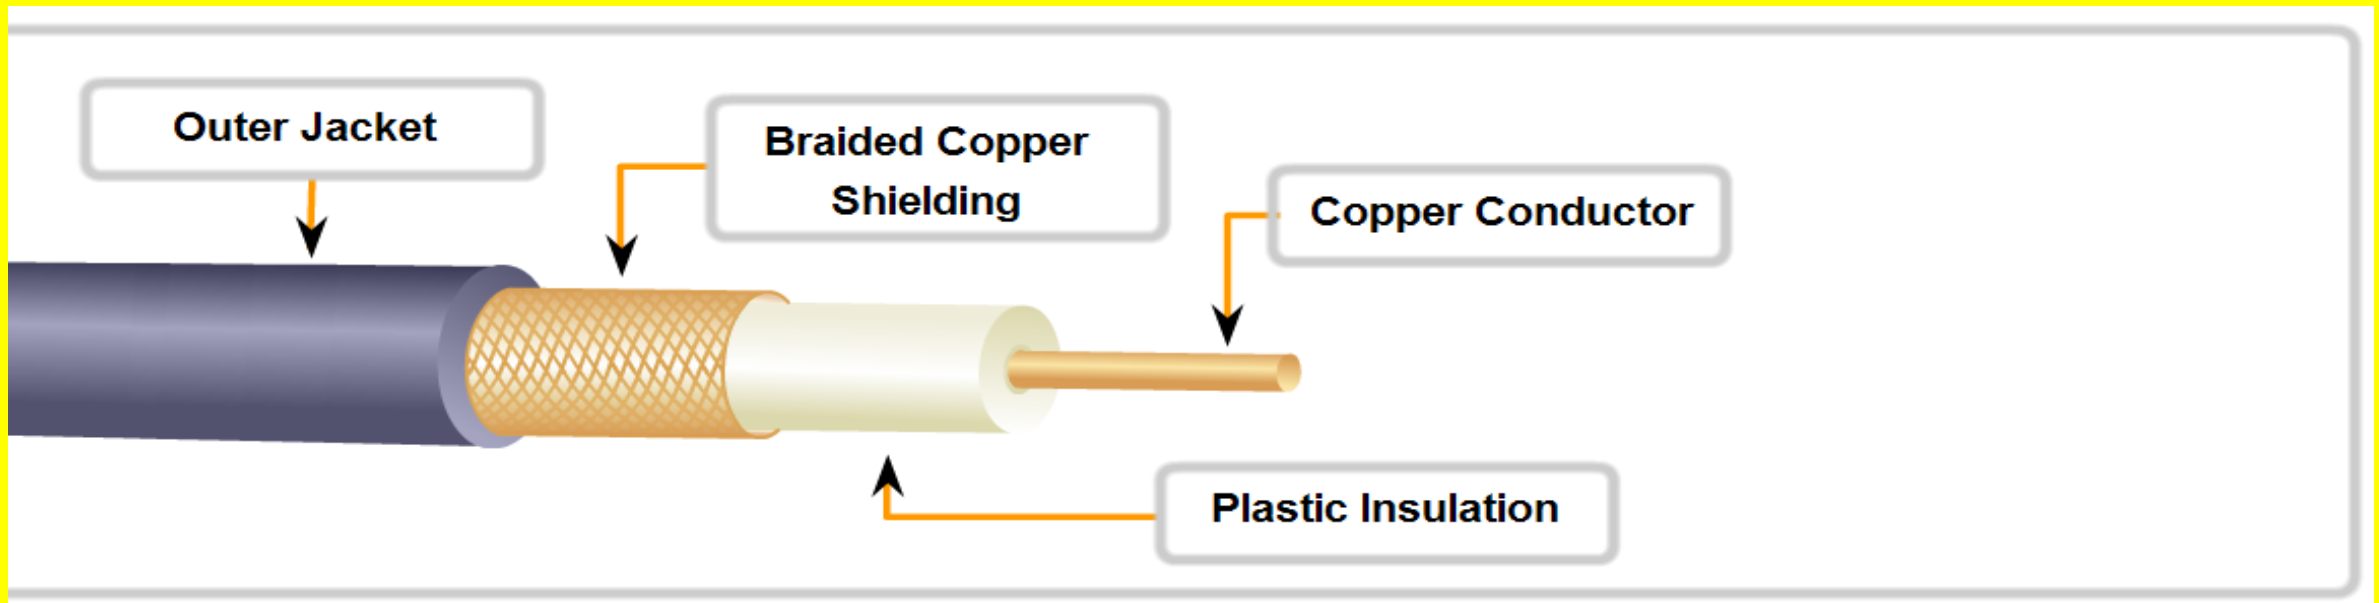 Outer Jacket
Braided Copper
Shielding
Copper Conductor
Plastic Insulation